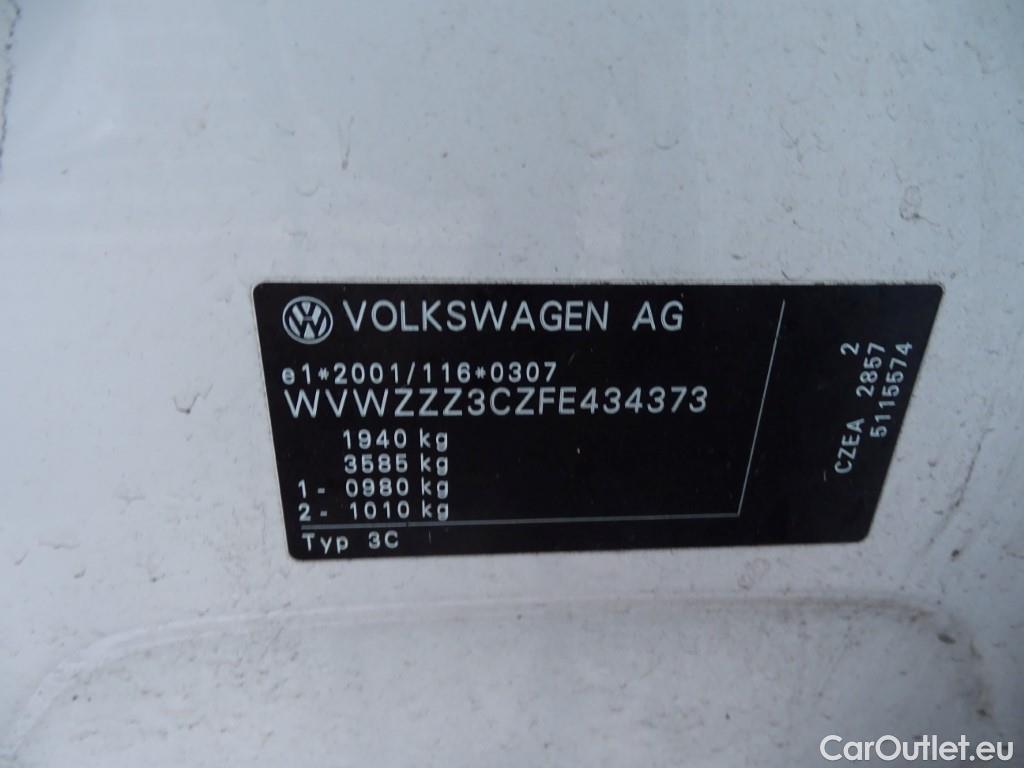 VOLKSWAGEN AG
e1*2001/116*0307
WVWZZZ3CZFE434373
1940 kg
3585 kg
1- 0980 kg
2- 1010 kg
Typ 3C
2
CZEA 2857
5115574
CarOutlet.eu